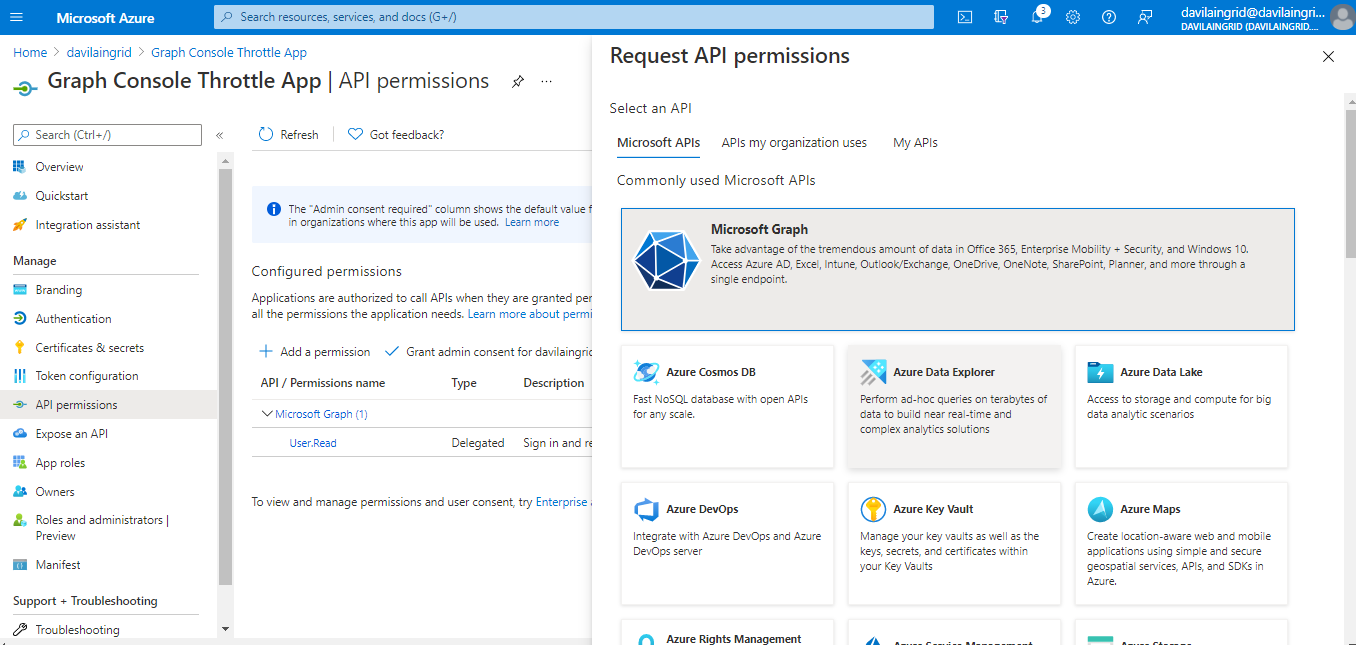 Microsoft Azure
Search resources, services, and docs (G+/)
3
davilaingrid@davilaingri...
DAVILAINGRID (DAVILAINGRID....
Home > davilaingrid > Graph Console Throttle App
Graph Console Throttle App | API permissions
...
Search (Ctrl+/)
«
Overview
Quickstart
Integration assistant
Manage
Branding
Authentication
Certificates & secrets
Token configuration
API permissions
Expose an API
App roles
Owners
Roles and administrators |
Preview
Manifest
Support + Troubleshooting
Troubleshooting
Refresh
Got feedback?
The "Admin consent required" column shows the default value f
in organizations where this app will be used. Learn more
Configured permissions
Applications are authorized to call APIs when they are granted per
all the permissions the application needs. Learn more about permi
Add a permission
Grant admin consent for davilaingrid
API / Permissions name
Type
Description
Microsoft Graph (1)
User.Read
Delegated
Sign in and re
To view and manage permissions and user consent, try Enterprise
Request API permissions
Select an API
Microsoft APIs
APIs my organization uses
My APIs
Commonly used Microsoft APIs
Microsoft Graph
Take advantage of the tremendous amount of data in Office 365, Enterprise Mobility + Security, and Windows 10.
Access Azure AD, Excel, Intune, Outlook/Exchange, OneDrive, OneNote, SharePoint, Planner, and more through a
single endpoint.
Azure Cosmos DB
Fast NoSQL database with open APIs
for any scale.
Azure Data Explorer
Perform ad-hoc queries on terabytes of
data to build near real-time and
complex analytics solutions
Azure Data Lake
Access to storage and compute for big
data analytic scenarios
Azure DevOps
Integrate with Azure DevOps and Azure
DevOps server
Azure Key Vault
Manage your key vaults as well as the
keys, secrets, and certificates within
your Key Vaults
Azure Maps
Create location-aware web and mobile
applications using simple and secure
geospatial services, APIs, and SDKs in
Azure.
Azure Rights Management
Azure Service Management
Azure Storage